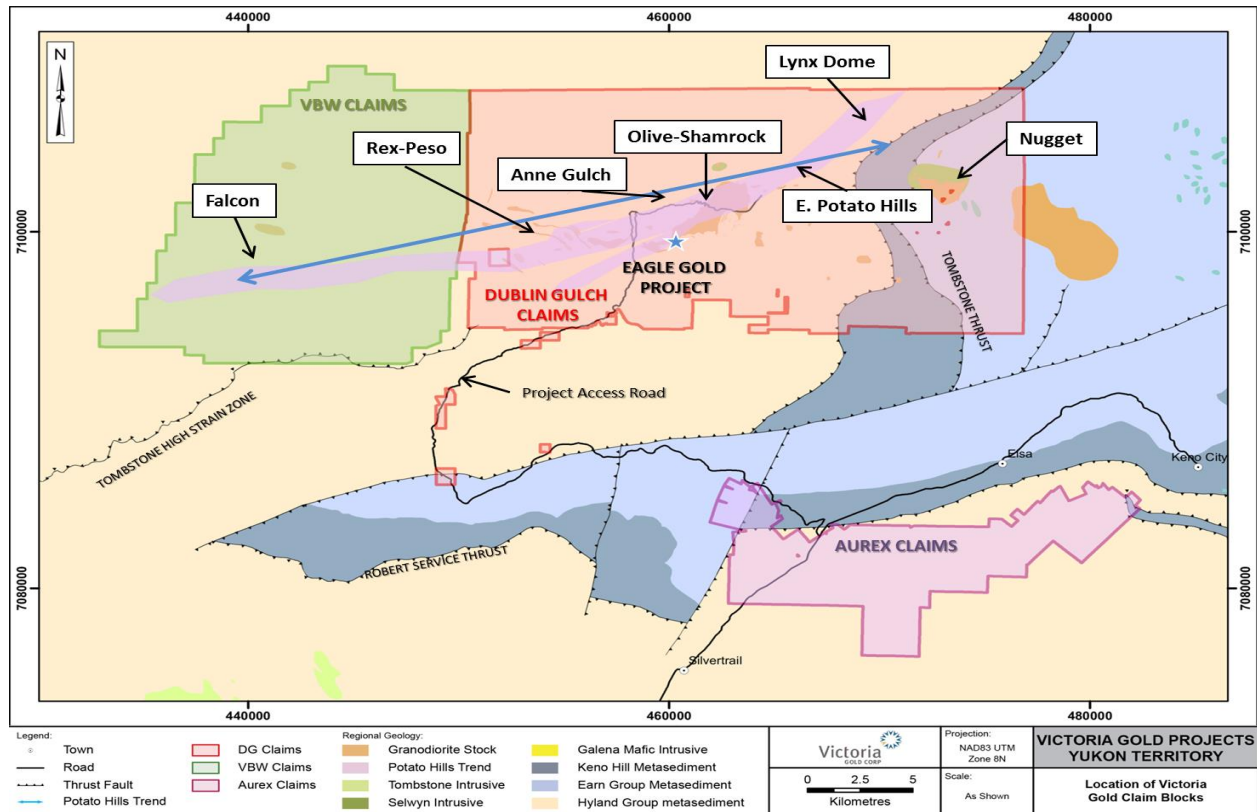 440000
460000
480000
N
Lynx Dome
VBW CLAIMS
Olive-Shamrock
Rex-Peso
Nugget
Anne Gulch
Falcon
E. Potato Hills
7100000
7100000
EAGLE GOLD
PROJECT
DUBLIN GULCH
CLAIMS
TOMBSTONE THRUST
Project Access Road
TOMBSTONE HIGH STRAIN ZONE
Elsa
Keno City
AUREX CLAIMS
ROBERT SERVICE THRUST
7080000
7080000
Silvertrail
440000
460000
480000
Legend:
Town
Road
Thrust Fault
Potato Hills Trend
DG Claims
VBW Claims
Aurex Claims
Regional Geology:
Granodiorite Stock
Potato Hills Trend
Tombstone Intrusive
Selwyn Intrusive
Galena Mafic Intrusive
Keno Hill Metasediment
Earn Group Metasediment
Hyland Group metasediment
Victoria
GOLD CORP
0 2.5 5
Kilometres
Projection:
NAD83 UTM
Zone 8N
Scale:
As Shown
VICTORIA GOLD PROJECTS
YUKON TERRITORY
Location of Victoria
Gold Claim Blocks